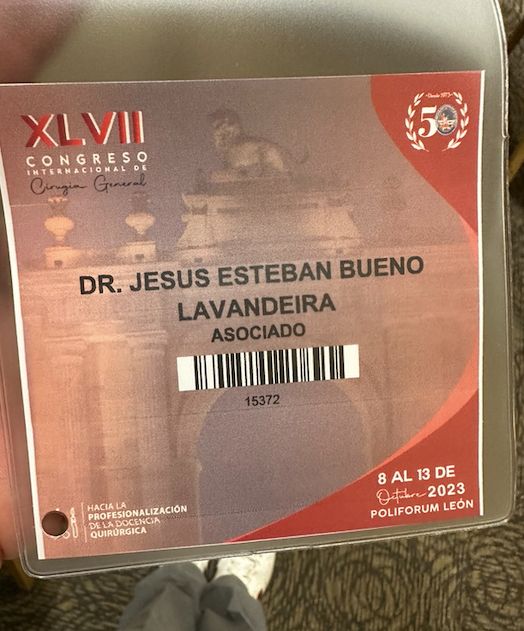 XLVII
CONGRESO
INTERNACIONAL DE
Cirugía General
Desde 1973
50
DR. JESUS ESTEBAN BUENO
LAVANDEIRA
ASOCIADO
15372
8 AL 13 DE
Octubre 2023
POLIFORUM LEÓN
HACIA LA
PROFESIONALIZACIÓN
DE LA DOCENCIA
QUIRÚRGICA